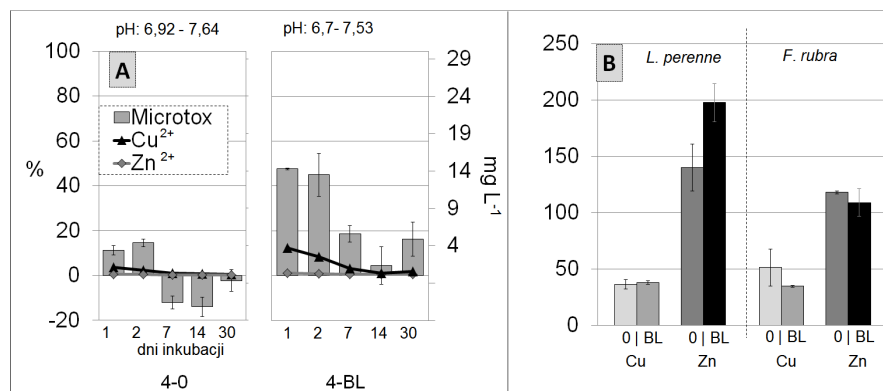 pH: 6,92 - 7,64
pH: 6,7- 7,53
A
100
80
60
40
20
0
-20
%
Microtox
Cu2+
Zn2+
29
24
19
14
9
4
mg L-1
1 2 7 14 30
1 2 7 14 30
dni inkubacji
4-0
4-BL
B
L. perenne
F. rubra
250
200
150
100
50
0
0 | BL 0 | BL 0 | BL 0 | BL
Cu Zn Cu Zn